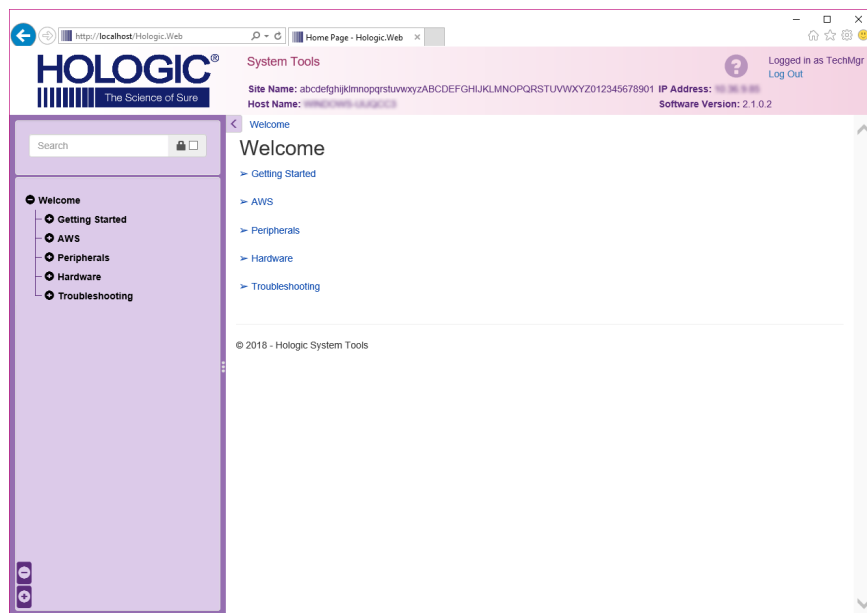 http://localhost/Hologic.Web
Home Page - Hologic.Web
HOLOGIC®
The Science of Sure
System Tools
Logged in as TechMgr
Log Out
Site Name: abcdefghijklmnopqrstuvwxyzABCDEFGHIJKLMNOPQRSTUVWXYZ012345678901 IP Address:
Host Name:
Software Version: 2.1.0.2
Search
Welcome
Getting Started
AWS
Peripherals
Hardware
Troubleshooting
Welcome
Welcome
➢ Getting Started
➢ AWS
➢ Peripherals
➢ Hardware
➢ Troubleshooting
© 2018 - Hologic System Tools